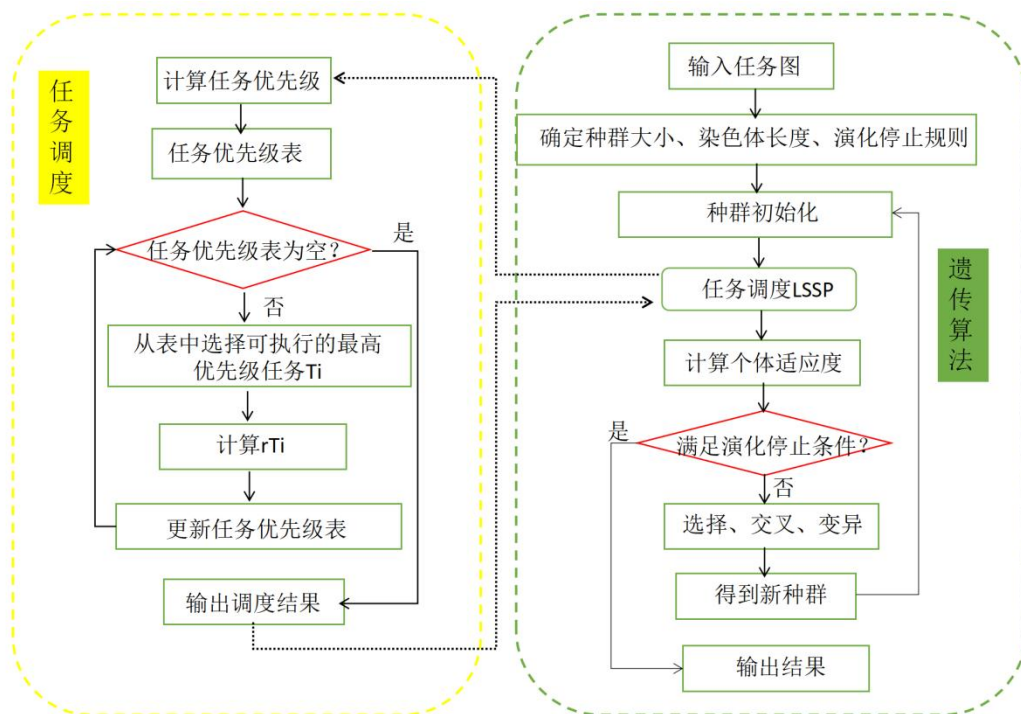 任务调度
计算任务优先级
任务优先级表
任务优先级表为空?
是
否
从表中选择可执行的最高
优先级任务Ti
计算rTi
更新任务优先级表
输出调度结果
输入任务图
确定种群大小、染色体长度、演化停止规则
种群初始化
任务调度LSSP
计算个体适应度
满足演化停止条件?
是
否
选择、交叉、变异
得到新种群
输出结果
遗传算法